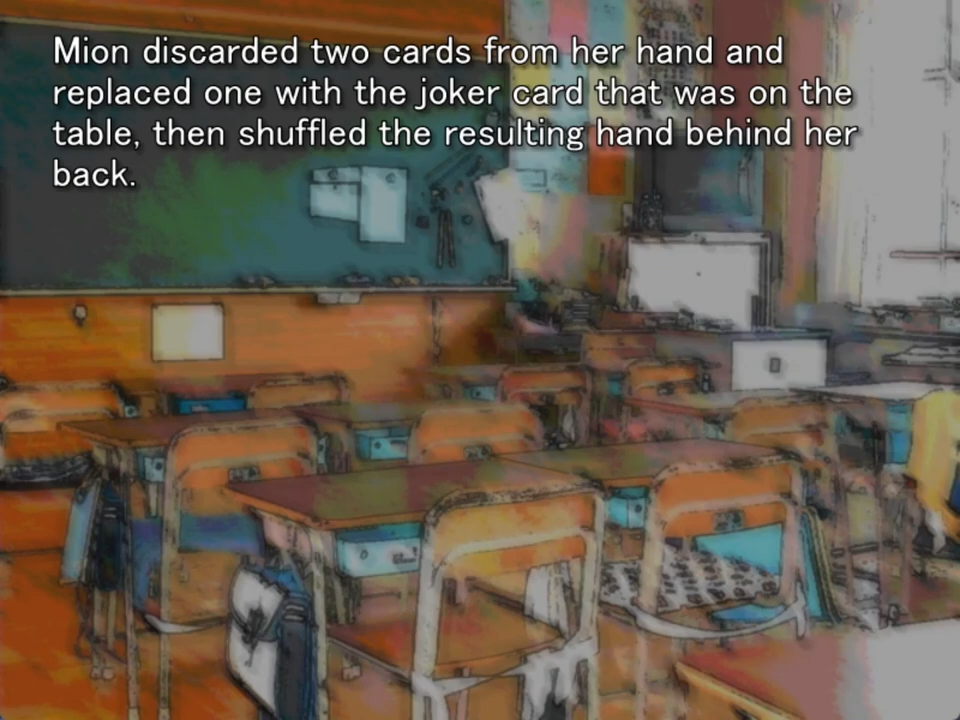 Mion discarded two cards from her hand and
replaced one with the joker card that was on the
table, then shuffled the resulting hand behind her
back.